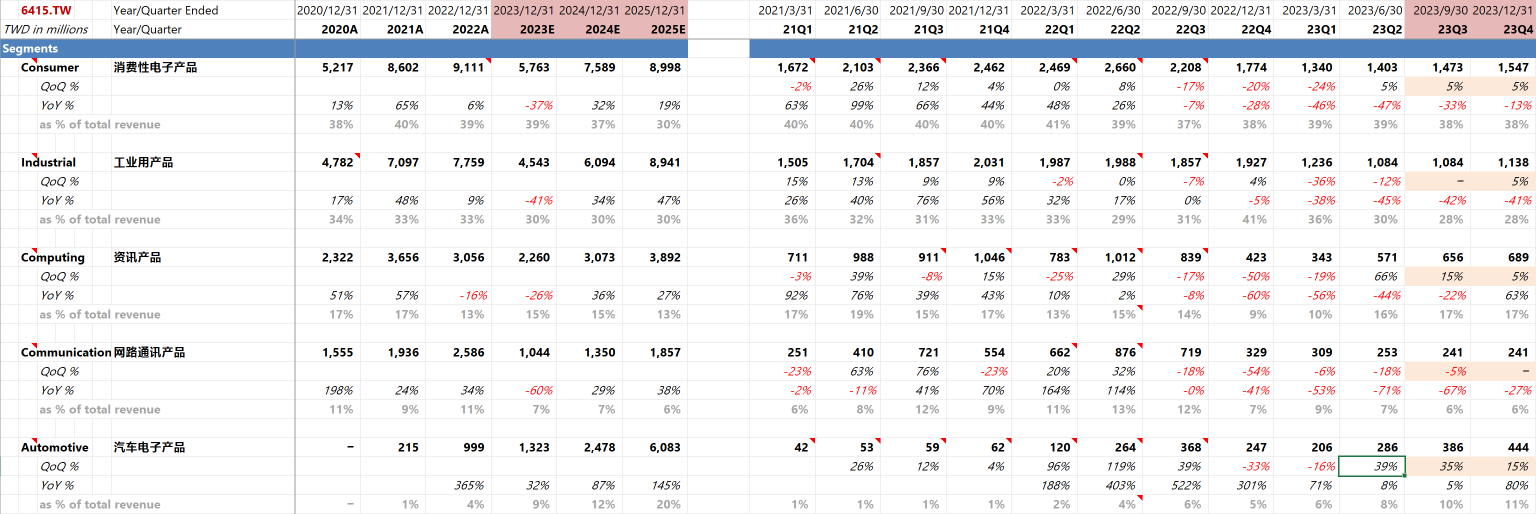 6415.TW Year/Quarter Ended 2020/12/31 2021/12/31 2022/12/31 2023/12/31 2024/12/31 2025/12/31 2021/3/31 2021/6/30 2021/9/30 2021/12/31 2022/3/31 2022/6/30 2022/9/30 2022/12/31 2023/3/31 2023/6/30 2023/9/30 2023/12/31
TWD in millions Year/Quarter 2020A 2021A 2022A 2023E 2024E 2025E 21Q1 21Q2 21Q3 21Q4 22Q1 22Q2 22Q3 22Q4 23Q1 23Q2 23Q3 23Q4
Segments
Consumer 消费性电子产品 5,217 8,602 9,111 5,763 7,589 8,998 1,672 2,103 2,366 2,462 2,469 2,660 2,208 1,774 1,340 1,403 1,473 1,547
QoQ % -2% 26% 12% 4% 0% 8% -17% -20% -24% 5% 5% 5%
YoY % 13% 65% 6% -37% 32% 19% 63% 99% 66% 44% 48% 26% -7% -28% -46% -47% -33% -13%
as % of total revenue 38% 40% 39% 39% 37% 30% 40% 40% 40% 40% 41% 39% 37% 38% 39% 39% 38% 38%
Industrial 工业用产品 4,782 7,097 7,759 4,543 6,094 8,941 1,505 1,704 1,857 2,031 1,987 1,988 1,857 1,927 1,236 1,084 1,084 1,138
QoQ % 15% 13% 9% 9% -2% 0% -7% 4% -36% -12% – 5%
YoY % 17% 48% 9% -41% 34% 47% 26% 40% 76% 56% 32% 17% 0% -5% -38% -45% -42% -41%
as % of total revenue 34% 33% 33% 30% 30% 30% 36% 32% 31% 33% 33% 29% 31% 41% 36% 30% 28% 28%
Computing 资讯产品 2,322 3,656 3,056 2,260 3,073 3,892 711 988 911 1,046 783 1,012 839 423 343 571 656 689
QoQ % -3% 39% -8% 15% -25% 29% -17% -50% -19% 66% 15% 5%
YoY % 51% 57% -16% -26% 36% 27% 92% 76% 39% 43% 10% 2% -8% -60% -56% -44% -22% 63%
as % of total revenue 17% 17% 13% 15% 15% 13% 17% 19% 15% 17% 13% 15% 14% 9% 10% 16% 17% 17%
Communication 网路通讯产品 1,555 1,936 2,586 1,044 1,350 1,857 251 410 721 554 662 876 719 329 309 253 241 241
QoQ % -23% 63% 76% -23% 20% 32% -18% -54% -6% -18% -5% –
YoY % 198% 24% 34% -60% 29% 38% -2% -11% 41% 70% 164% 114% -0% -41% -53% -71% -67% -27%
as % of total revenue 11% 9% 11% 7% 7% 6% 6% 8% 12% 9% 11% 13% 12% 7% 9% 7% 6% 6%
Automotive 汽车电子产品 – 215 999 1,323 2,478 6,083 42 53 59 62 120 264 368 247 206 286 386 444
QoQ % 26% 12% 4% 96% 119% 39% -33% -16% 39% 35% 15%
YoY % 365% 32% 87% 145% 188% 403% 522% 301% 71% 8% 5% 80%
as % of total revenue – 1% 4% 9% 12% 20% 1% 1% 1% 1% 2% 4% 6% 5% 6% 8% 10% 11%